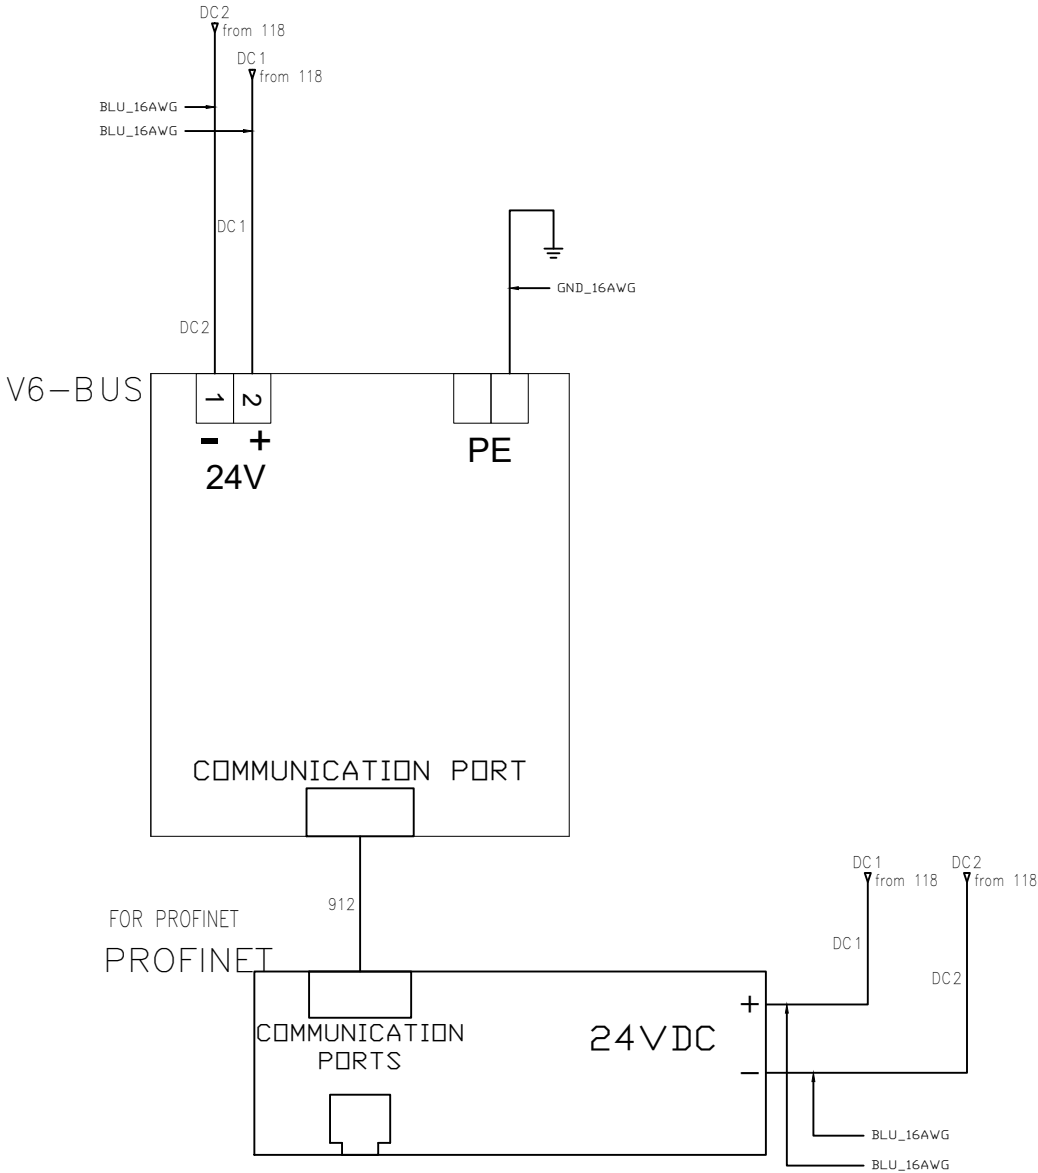 DC2
from 118
DC1
from 118
BLU_16AWG
BLU_16AWG
DC1
GND_16AWG
DC2
V6-BUS
1 2
- +
24V
PE
COMMUNICATION PORT
DC1
from 118
DC2
from 118
912
FOR PROFINET
PROFINET
DC1
DC2
+
24VDC
-
COMMUNICATION
PORTS
BLU_16AWG
BLU_16AWG